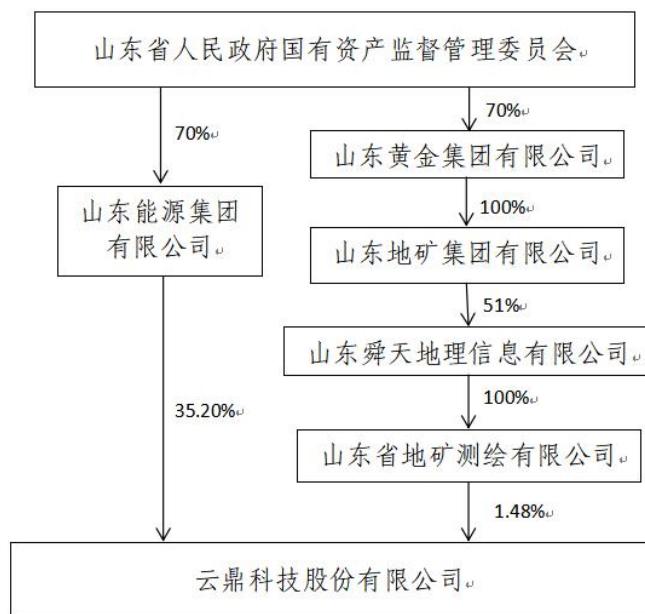 山东省人民政府国有资产监督管理委员会
70%
70%
山东黄金集团有限公司
山东能源集团
有限公司
100%
山东地矿集团有限公司
51%
山东舜天地理信息有限公司
35.20%
100%
山东省地矿测绘有限公司
1.48%
云鼎科技股份有限公司